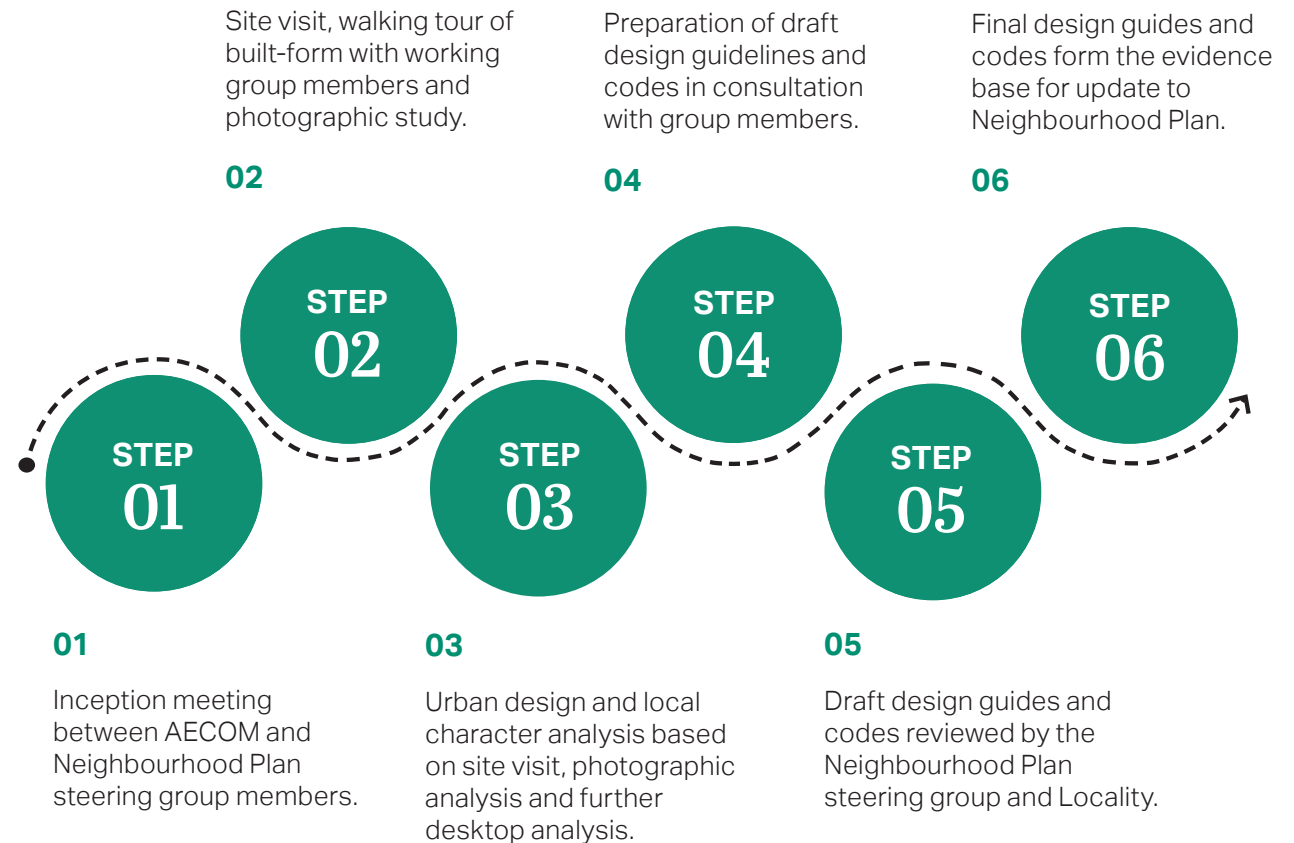 Site visit, walking tour of
built-form with working
group members and
photographic study.
02
Preparation of draft
design guidelines and
codes in consultation
with group members.
04
Final design guides and
codes form the evidence
base for update to
Neighbourhood Plan.
06
STEP
01
STEP
02
STEP
03
STEP
04
STEP
05
STEP
06
01
Inception meeting
between AECOM and
Neighbourhood Plan
steering group members.
03
Urban design and local
character analysis based
on site visit, photographic
analysis and further
desktop analysis.
05
Draft design guides and
codes reviewed by the
Neighbourhood Plan
steering group and Locality.